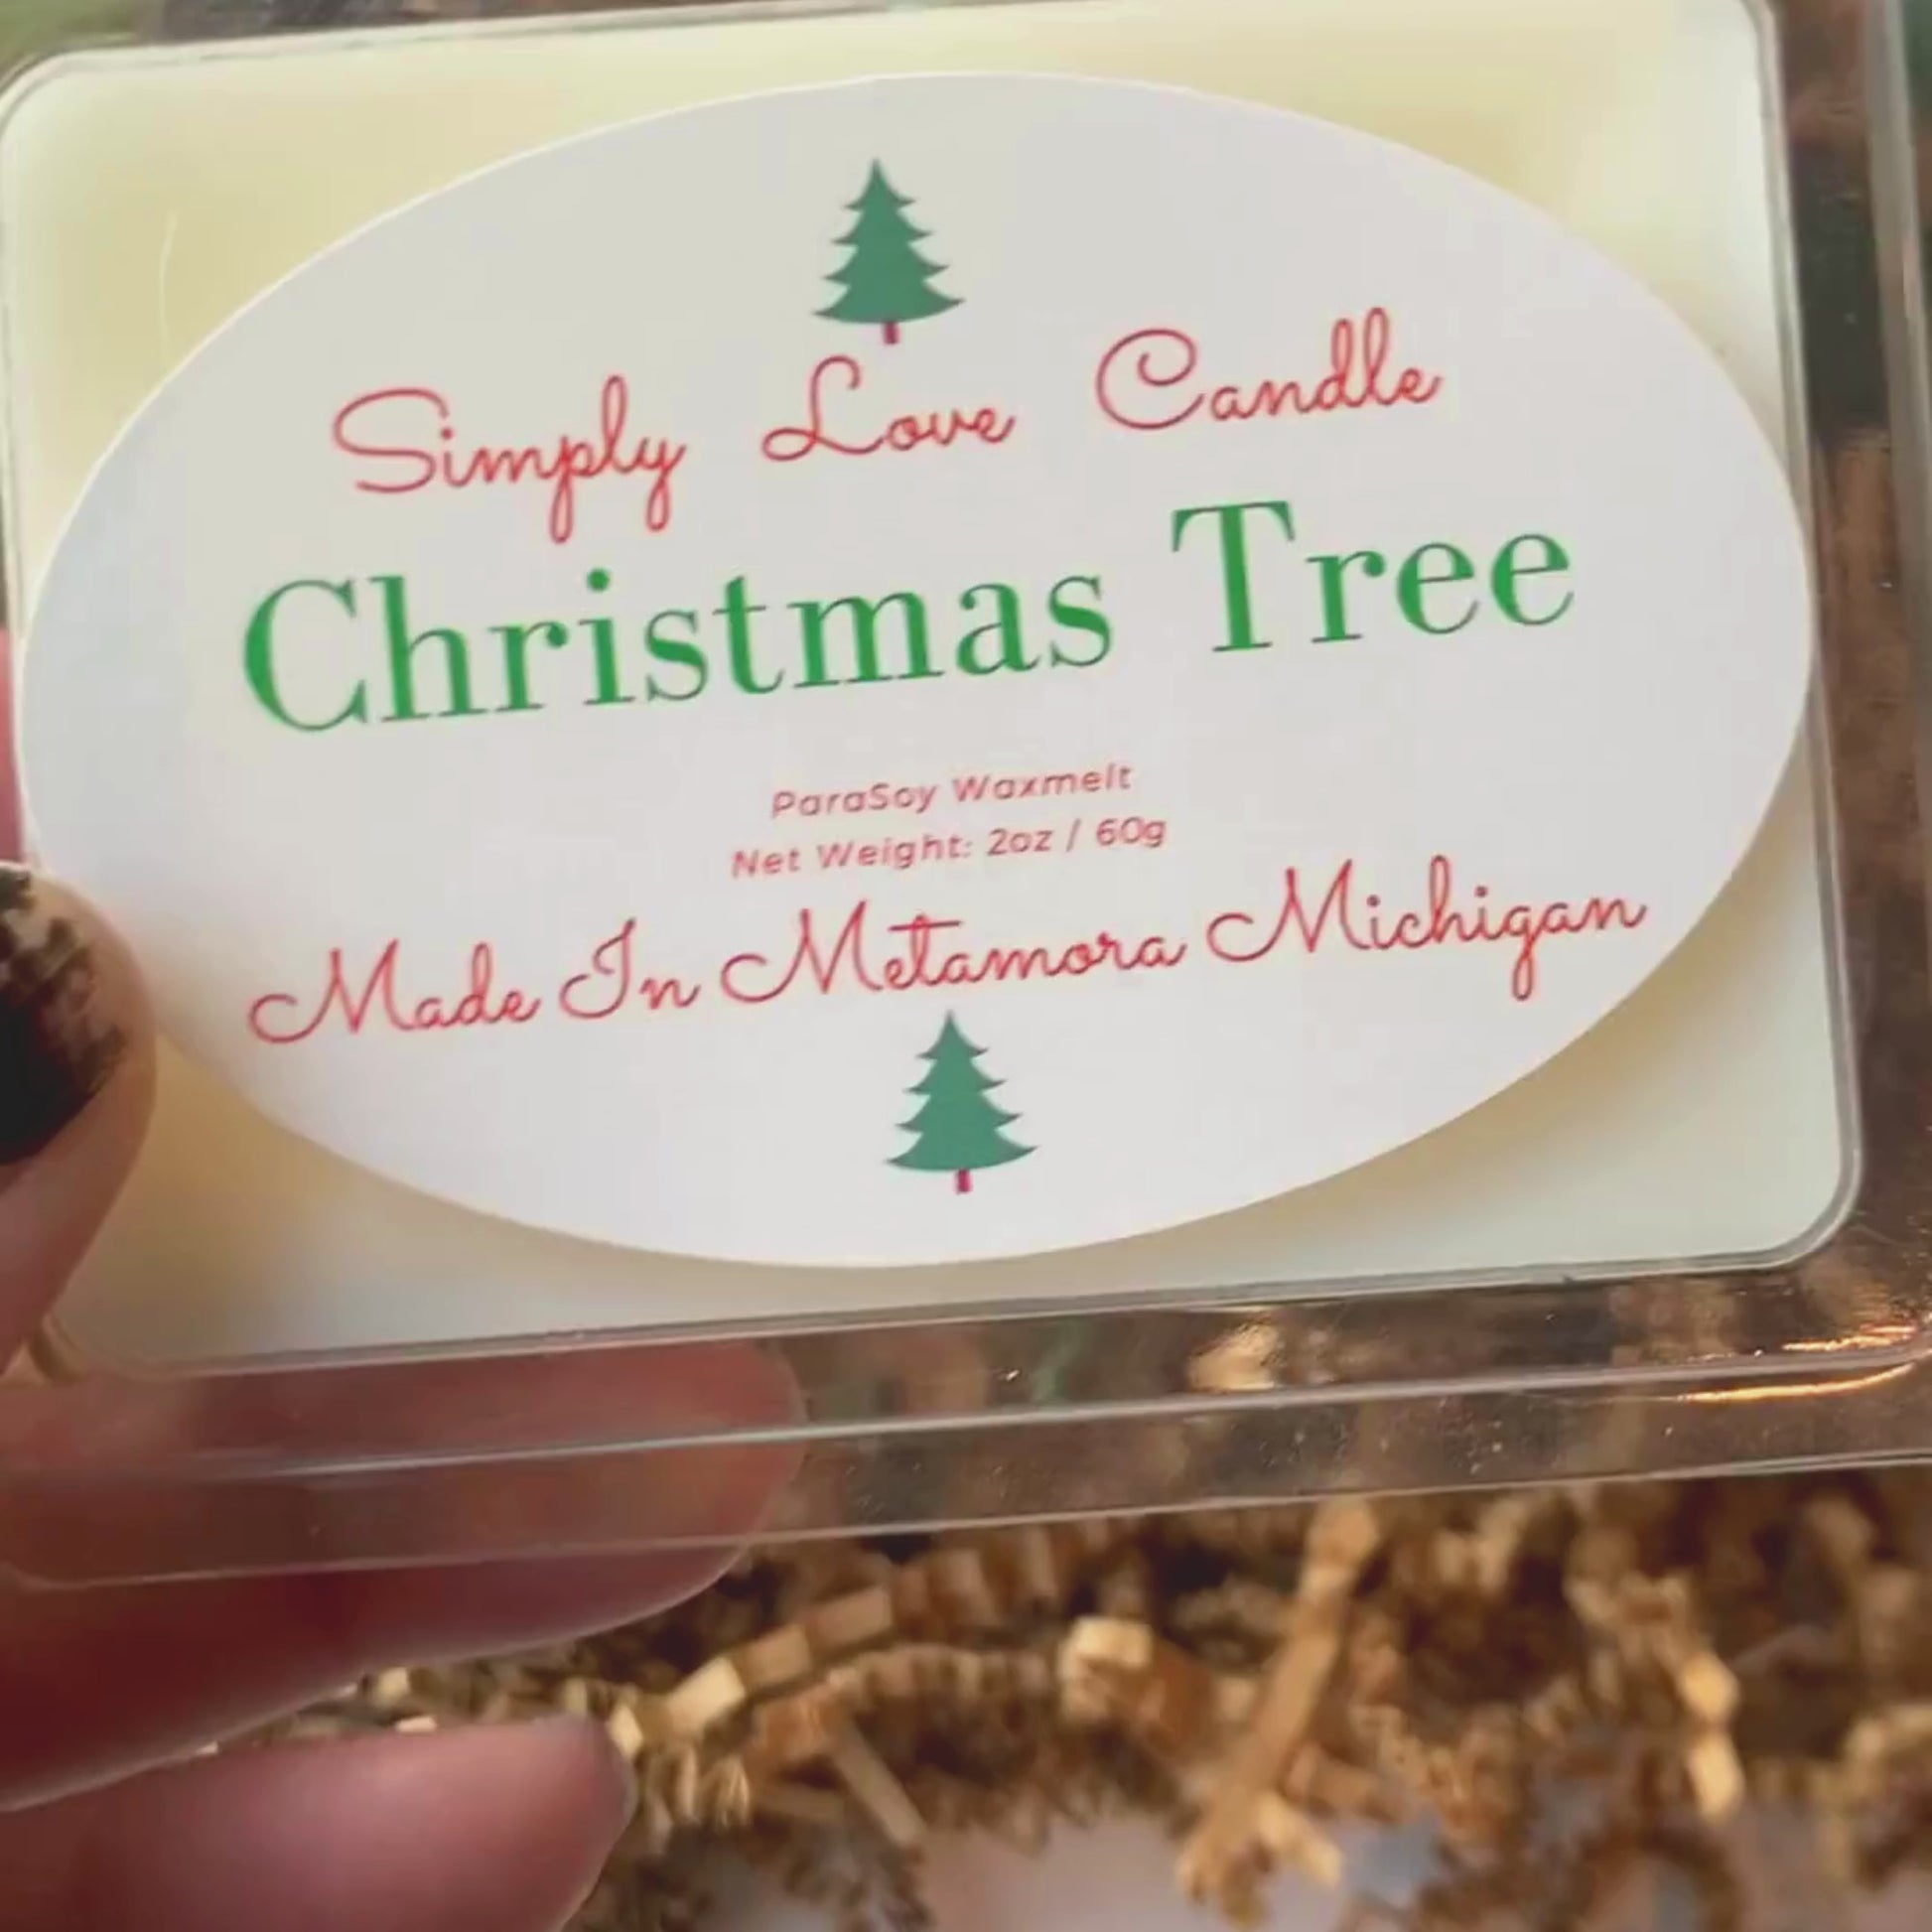 Simply Love Candle
Christmas Tree
ParaSoy Waxmelt
Net Weight: 2oz / 60g
Made In Metamora Michigan